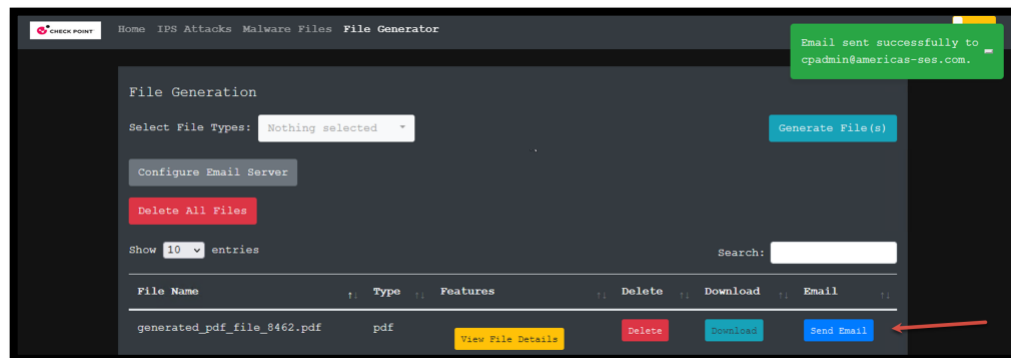 CHECK POINT
Home IPS Attacks Malware Files File Generator
Email sent successfully to
cpadmin@americas-ses.com.
File Generation
Select File Types: Nothing selected
Generate File(s)
Configure Email Server
Delete All Files
Show 10 entries
Search:
File Name Type Features Delete Download Email
generated_pdf_file_8462.pdf pdf View File Details Delete Download Send Email